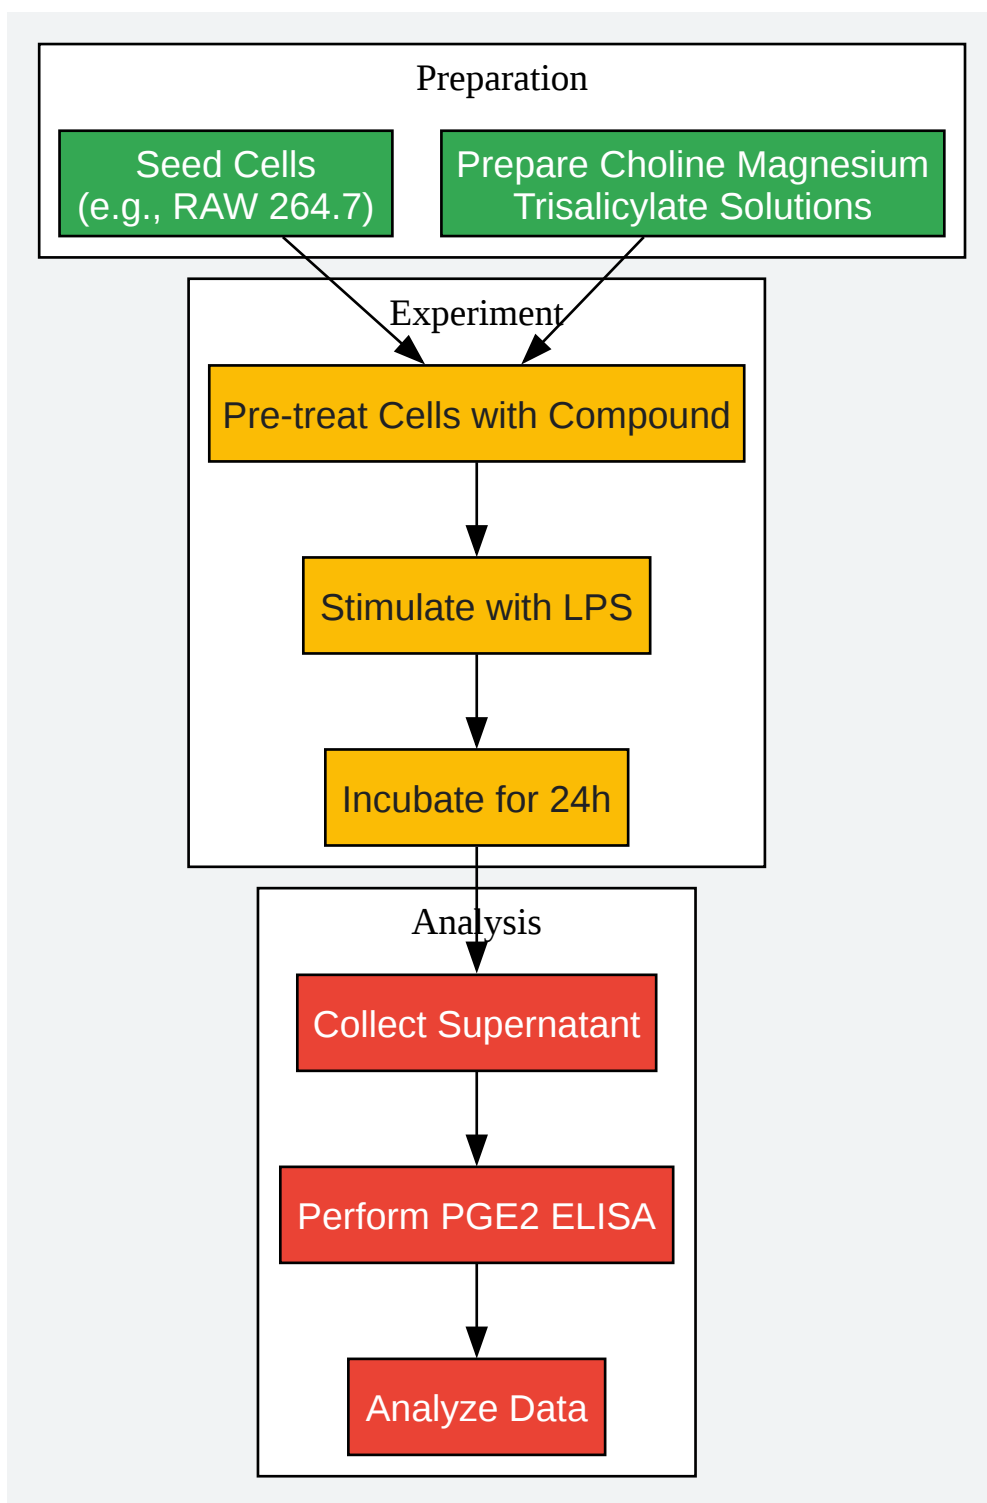 Preparation
Seed Cells
(e.g., RAW 264.7)
Prepare Choline Magnesium
Trisalicylate Solutions
Experiment
Pre-treat Cells with Compound
Stimulate with LPS
Incubate for 24h
Analysis
Collect Supernatant
Perform PGE2 ELISA
Analyze Data